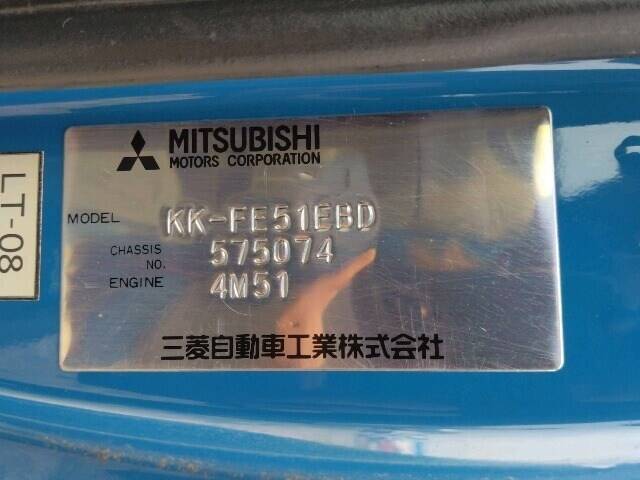 MITSUBISHI
MOTORS CORPORATION
MODEL KK-FE51EBD
CHASSIS NO. 575074
ENGINE 4M51
三菱自動車工業株式会社
LT-08